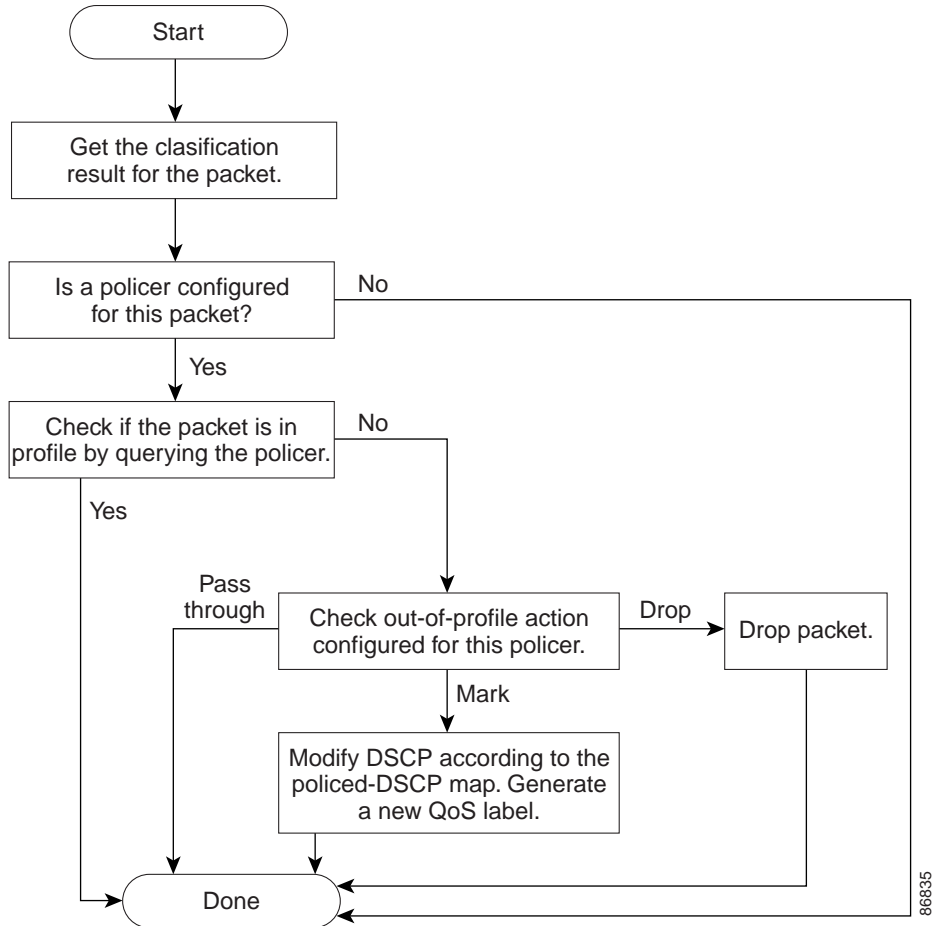 Start
Get the clasification
result for the packet.
Is a policer configured
for this packet?
No
Yes
Check if the packet is in
profile by querying the policer.
No
Yes
Pass
through
Check out-of-profile action
configured for this policer.
Drop
Drop packet.
Mark
Modify DSCP according to the
policed-DSCP map. Generate
a new QoS label.
Done
86835